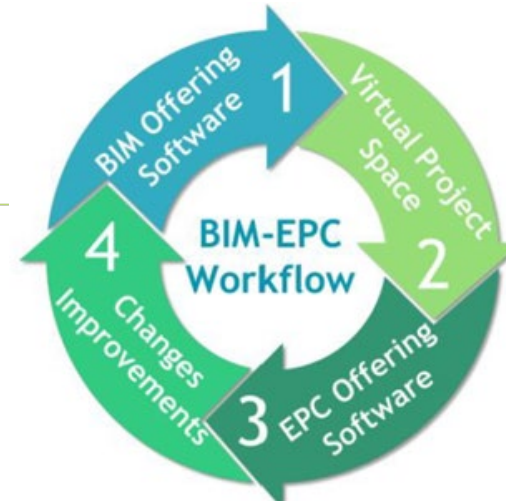 BIM Offering
Software
1
Virtual Project
Space
2
BIM-EPC
Workflow
3
EPC Offering
Software
4
Changes
Improvements